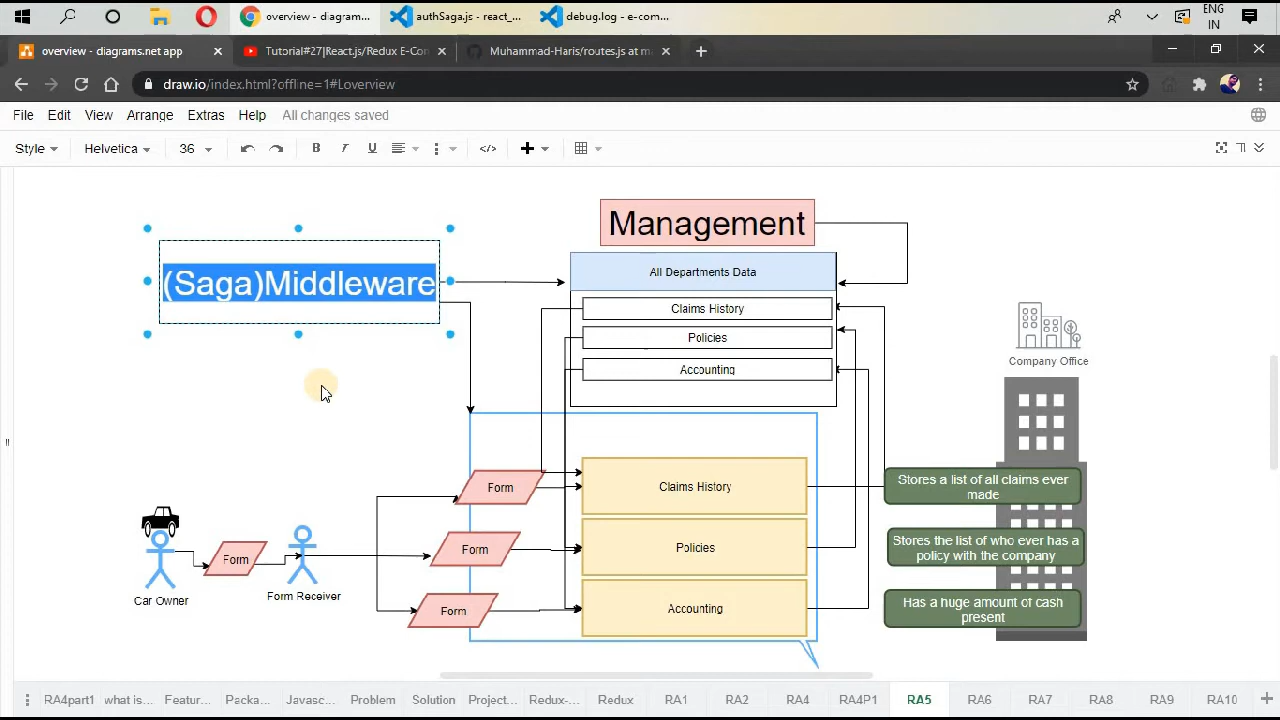 overview - diagram...
authSaga.js - react_...
debug.log - e-com...
ENG
IN
overview - diagrams.net app
Tutorial#27|React.js/Redux E-Con
Muhammad-Haris/routes.js at ma
draw.io/index.html?offline=1#Loverview
File Edit View Arrange Extras Help All changes saved
Style Helvetica 36 B I U </>
Management
(Saga)Middleware
All Departments Data
Claims History
Policies
Accounting
Company Office
Form
Claims History
Stores a list of all claims ever
made
Form
Policies
Stores the list of who ever has a
policy with the company
Form
Car Owner
Form Receiver
Form
Accounting
Has a huge amount of cash
present
RA4part1 what is... Featur... Packa... Javasc... Problem Solution Project... Redux-... Redux RA1 RA2 RA4 RA4P1 RA5 RA6 RA7 RA8 RA9 RA10